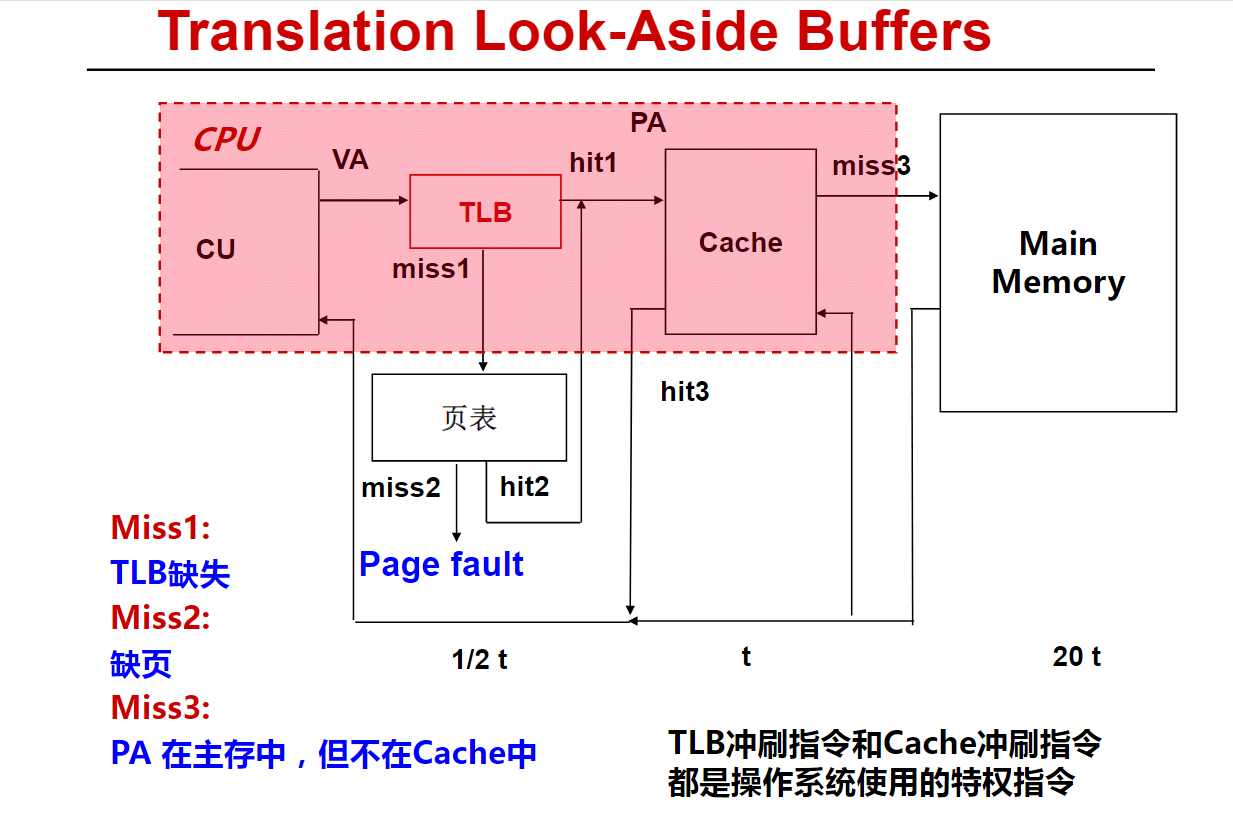 Translation Look-Aside Buffers
CPU
PA
VA
hit1
miss3
TLB
CU
Cache
Main
Memory
miss1
hit3
页表
miss2
hit2
Page fault
Miss1:
TLB缺失
Miss2:
缺页
Miss3:
PA 在主存中，但不在Cache中
1/2 t
t
20 t
TLB冲刷指令和Cache冲刷指令
都是操作系统使用的特权指令